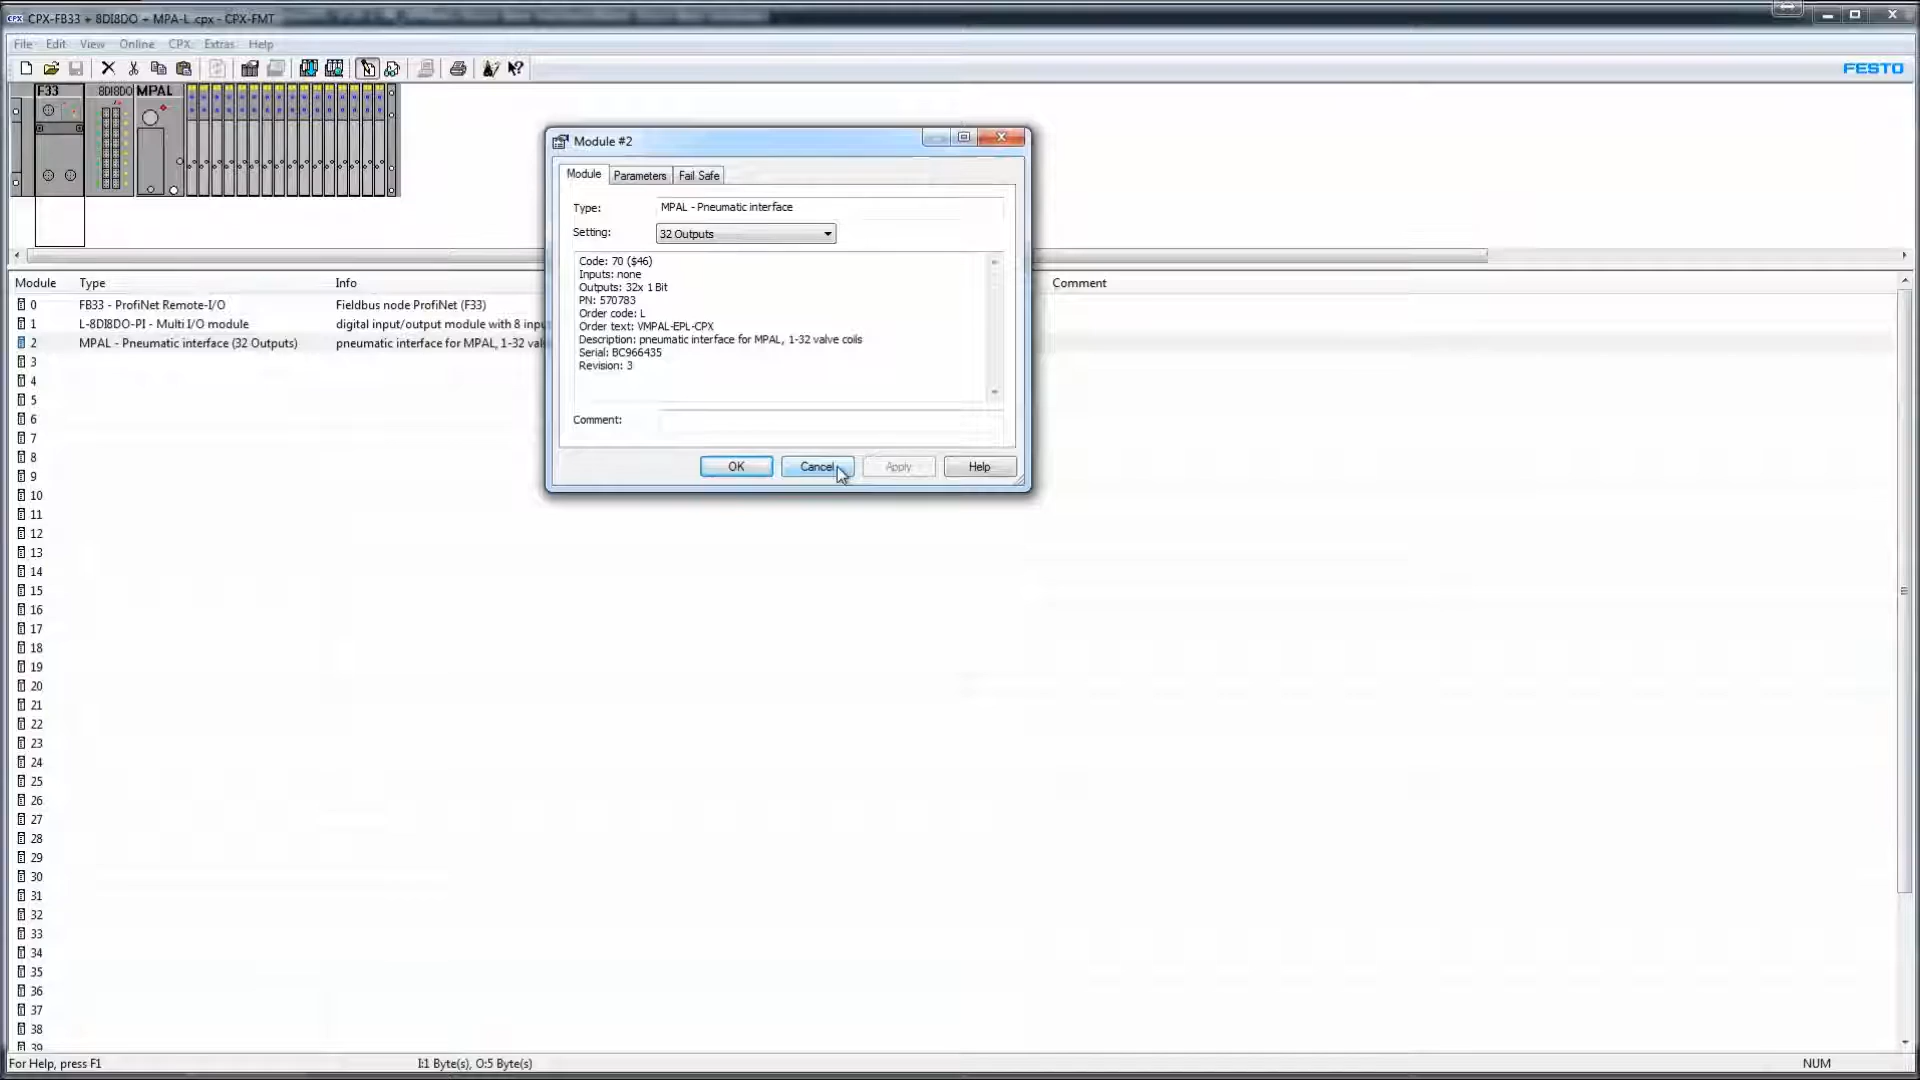 CPX CPX-FB33 + 8DI8DO + MPA-L .cpx - CPX-FMT
File Edit View Online CPX Extras Help
FESTO
F33 8DI8DO MPAL
Module #2
Module Parameters Fail Safe
Type: MPAL - Pneumatic interface
Setting: 32 Outputs
Code: 70 ($46)
Inputs: none
Outputs: 32x 1Bit
PN: 570783
Order code: L
Order text: VMPAL-EPL-CPX
Description: pneumatic interface for MPAL, 1-32 valve coils
Serial: BC966435
Revision: 3
Comment:
OK Cancel Apply Help
Module Type Info Comment
0 FB33 - ProfiNet Remote-I/O Fieldbus node ProfiNet (F33)
1 L-8DI8DO-PI - Multi I/O module digital input/output module with 8 inpu
2 MPAL - Pneumatic interface (32 Outputs) pneumatic interface for MPAL, 1-32 val
3
4
5
6
7
8
9
10
11
12
13
14
15
16
17
18
19
20
21
22
23
24
25
26
27
28
29
30
31
32
33
34
35
36
37
38
39
For Help, press F1 I:1 Byte(s), O:5 Byte(s) NUM